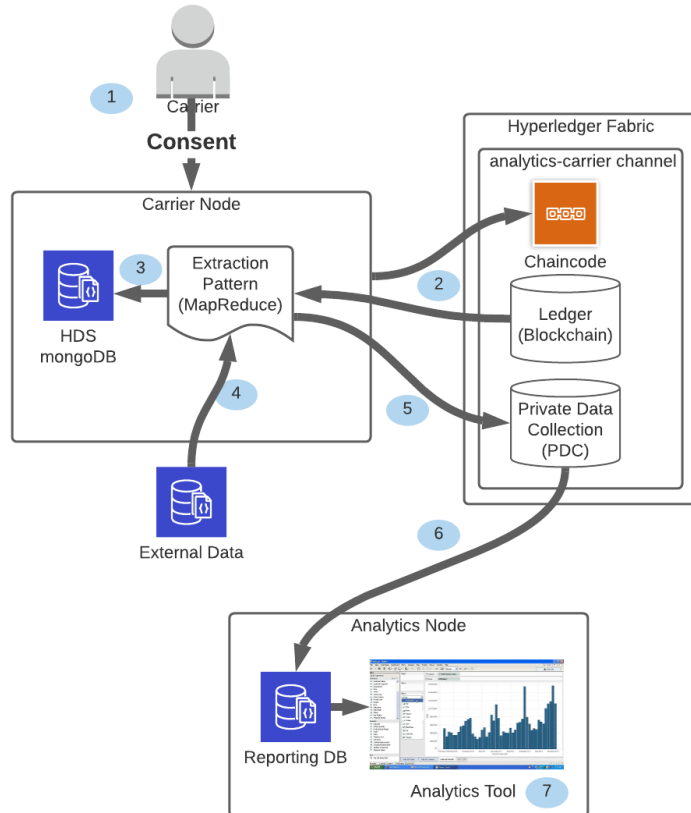 1
Carrier
Consent
Hyperledger Fabric
analytics-carrier channel
Carrier Node
Chaincode
3
Extraction
Pattern
(MapReduce)
2
HDS
mongoDB
Ledger
(Blockchain)
4
5
Private Data
Collection
(PDC)
External Data
6
Analytics Node
Reporting DB
Analytics Tool
7